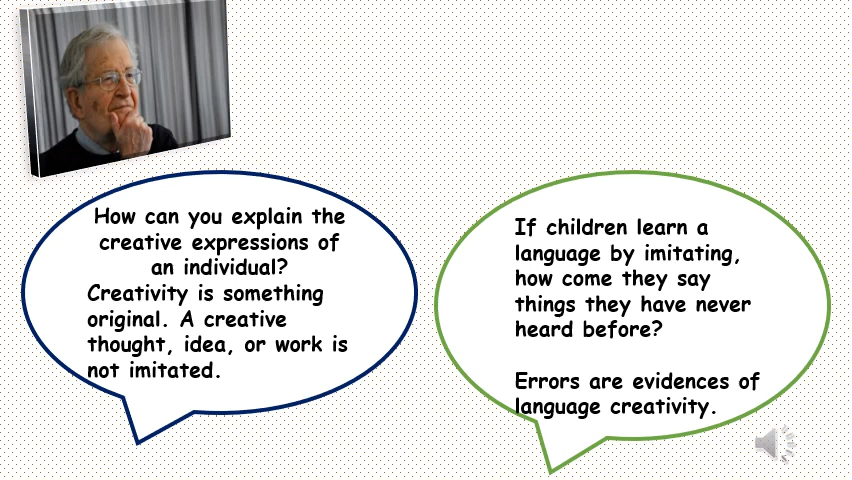 How can you explain the
creative expressions of
an individual?
Creativity is something
original. A creative
thought, idea, or work is
not imitated.
If children learn a
language by imitating,
how come they say
things they have never
heard before?
Errors are evidences of
language creativity.